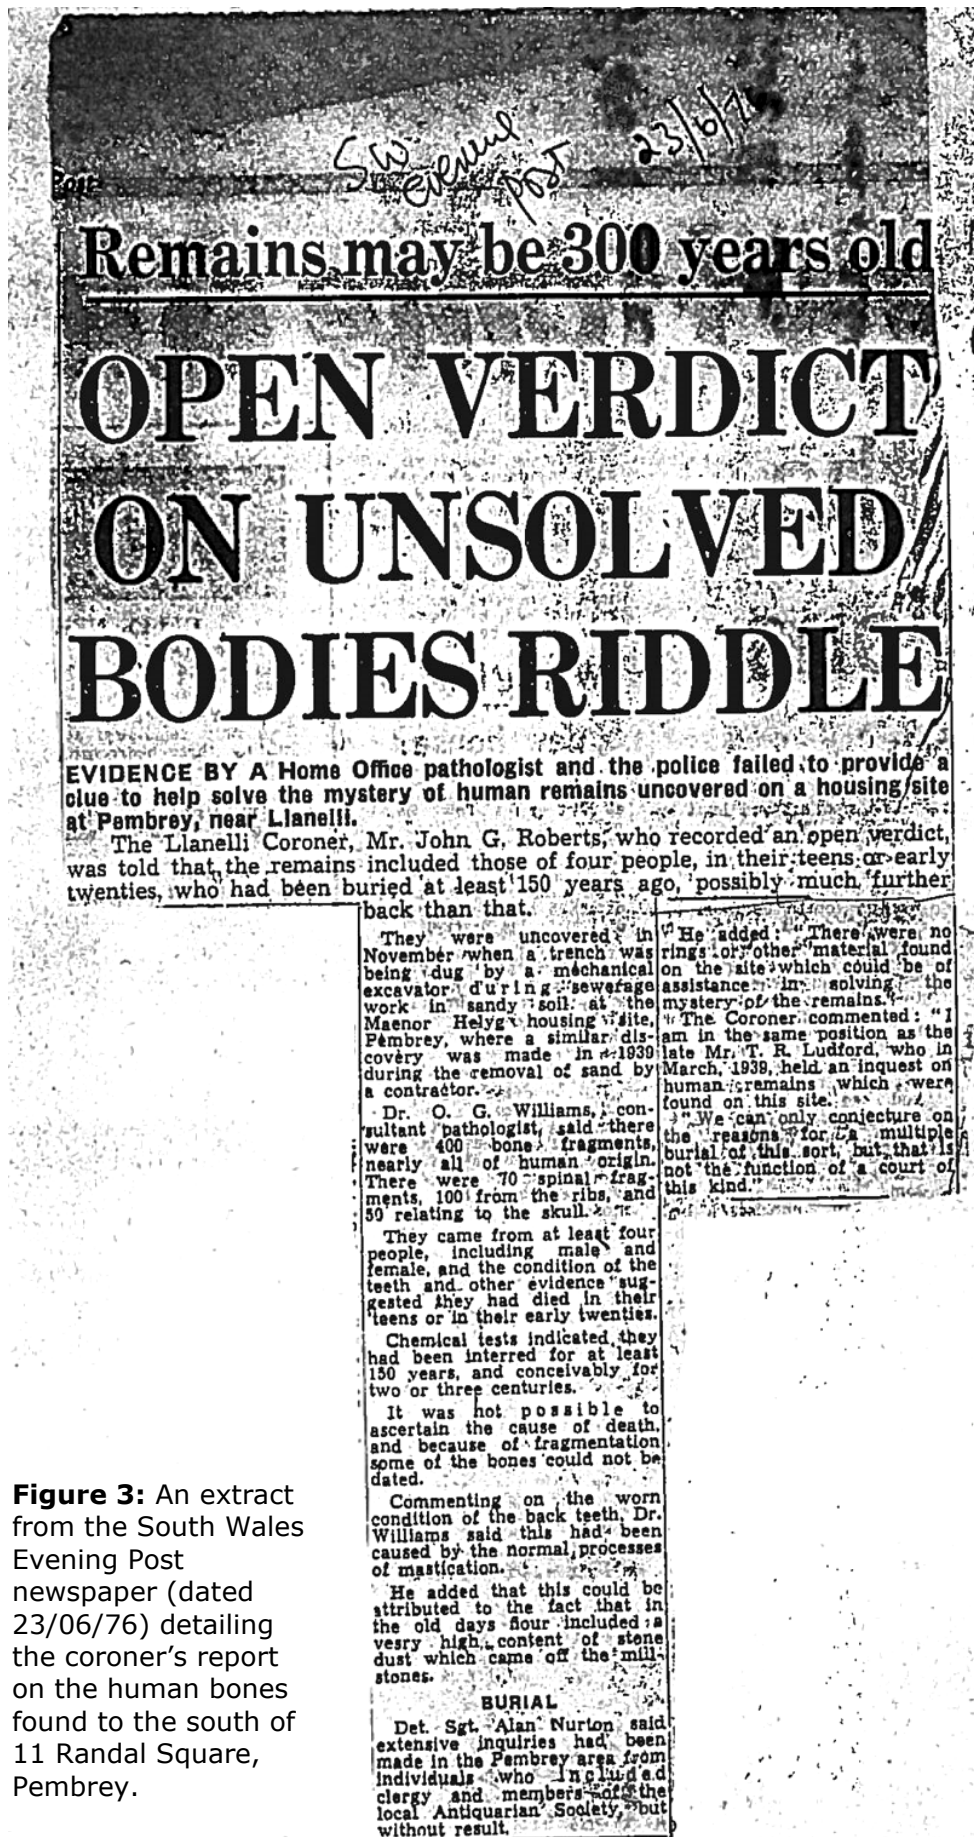 SW evening post 23/6/7
Remains may be 300 years old
OPEN VERDICT
ON UNSOLVED
BODIES RIDDLE
EVIDENCE BY A Home Office pathologist and the police failed to provide a
clue to help solve the mystery of human remains uncovered on a housing site
at Pembrey, near Llanelli.
The Llanelli Coroner, Mr. John G. Roberts, who recorded an open verdict,
was told that the remains included those of four people, in their teens or early
twenties, who had been buried at least 150 years ago, possibly much further
back than that.
They were uncovered in
November when a trench was
being dug by a mechanical
excavator during sewerage
work in sandy soil at the
Maenor Helyg housing site,
Pembrey, where a similar dis-
covery was made in 1939
during the removal of sand by
a contractor.
Dr. O. G. Williams, con-
sultant pathologist, said there
were 400 bone fragments,
nearly all of human origin.
There were 70 spinal frag-
ments, 100 from the ribs, and
50 relating to the skull.
They came from at least four
people, including male and
female, and the condition of the
teeth and other evidence sug-
gested they had died in their
teens or in their early twenties.
Chemical tests indicated they
had been interred for at least
150 years, and conceivably for
two or three centuries.
It was not possible to
ascertain the cause of death,
and because of fragmentation
some of the bones could not be
dated.
Commenting on the worn
condition of the back teeth, Dr.
Williams said this had been
caused by the normal processes
of mastication.
He added that this could be
attributed to the fact that in
the old days flour included a
vesry high content of stone
dust which came off the mill-
stones.
BURIAL
Det. Sgt. Alan Nurton said
extensive inquiries had been
made in the Pembrey area from
individuals who included
clergy and members of the
local Antiquarian Society, but
without result.
He added: "There were no
rings or other material found
on the site which could be of
assistance in solving the
mystery of the remains."
The Coroner commented: "I
am in the same position as the
late Mr. T. R. Ludford, who in
March, 1939, held an inquest on
human remains which were
found on this site.
"We can only conjecture on
the reasons for a multiple
burial of this sort, but that is
not the function of a court of
this kind."
Figure 3: An extract
from the South Wales
Evening Post
newspaper (dated
23/06/76) detailing
the coroner's report
on the human bones
found to the south of
11 Randal Square,
Pembrey.